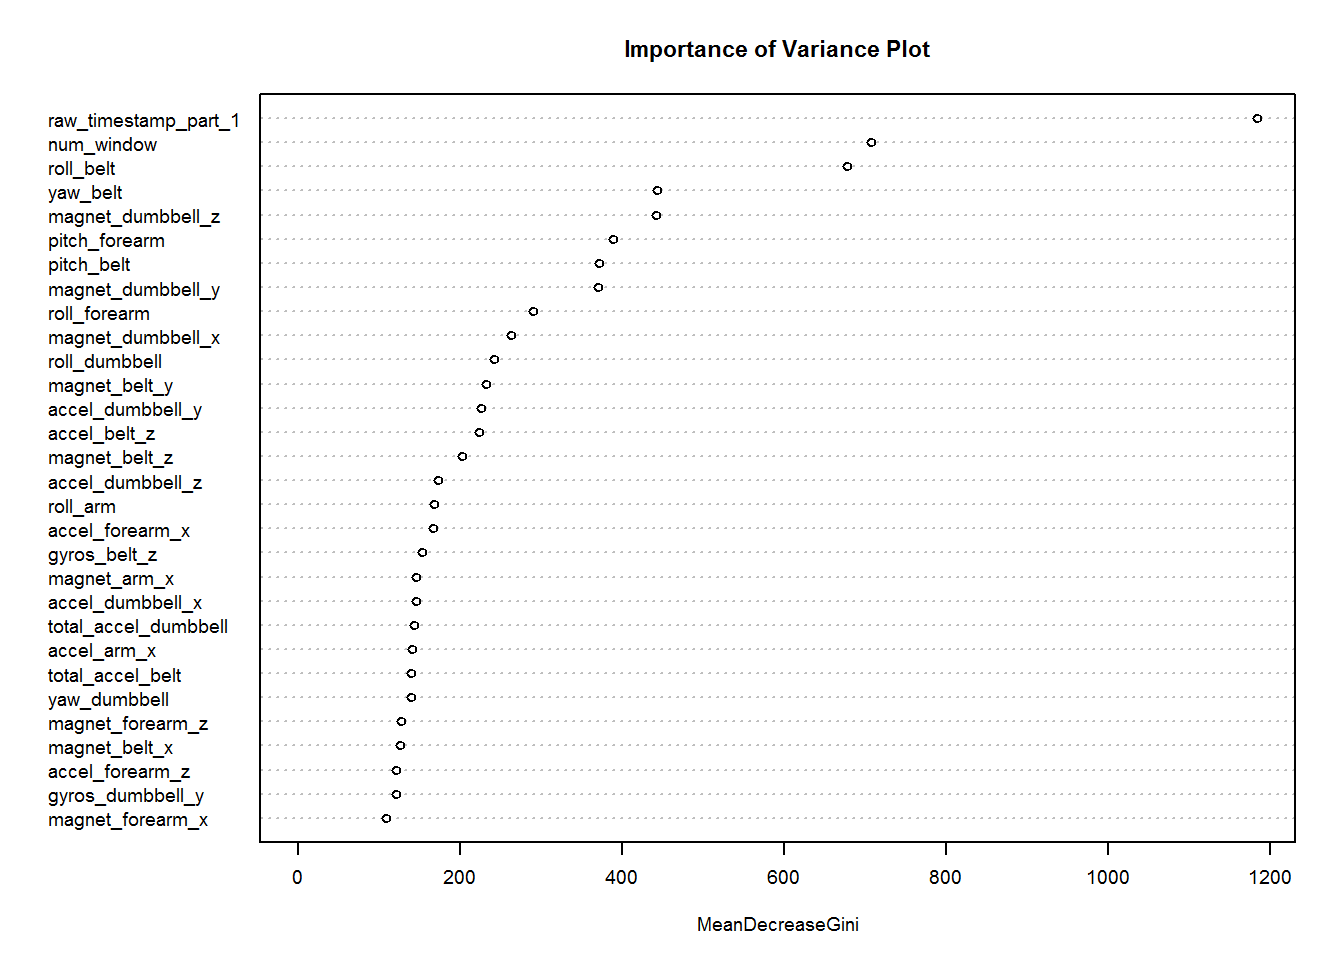 Importance of Variance Plot
raw_timestamp_part_1
num_window
roll_belt
yaw_belt
magnet_dumbbell_z
pitch_forearm
pitch_belt
magnet_dumbbell_y
roll_forearm
magnet_dumbbell_x
roll_dumbbell
magnet_belt_y
accel_dumbbell_y
accel_belt_z
magnet_belt_z
accel_dumbbell_z
roll_arm
accel_forearm_x
gyros_belt_z
magnet_arm_x
accel_dumbbell_x
total_accel_dumbbell
accel_arm_x
total_accel_belt
yaw_dumbbell
magnet_forearm_z
magnet_belt_x
accel_forearm_z
gyros_dumbbell_y
magnet_forearm_x
0 200 400 600 800 1000 1200
MeanDecreaseGini